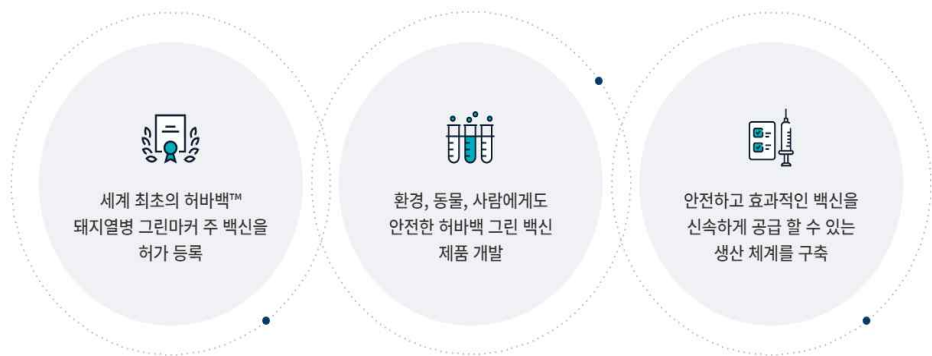 세계 최초의 허바백™
돼지열병 그린마커 주 백신을
허가 등록
환경, 동물, 사람에게도
안전한 허바백 그린 백신
제품 개발
안전하고 효과적인 백신을
신속하게 공급 할 수 있는
생산 체계를 구축